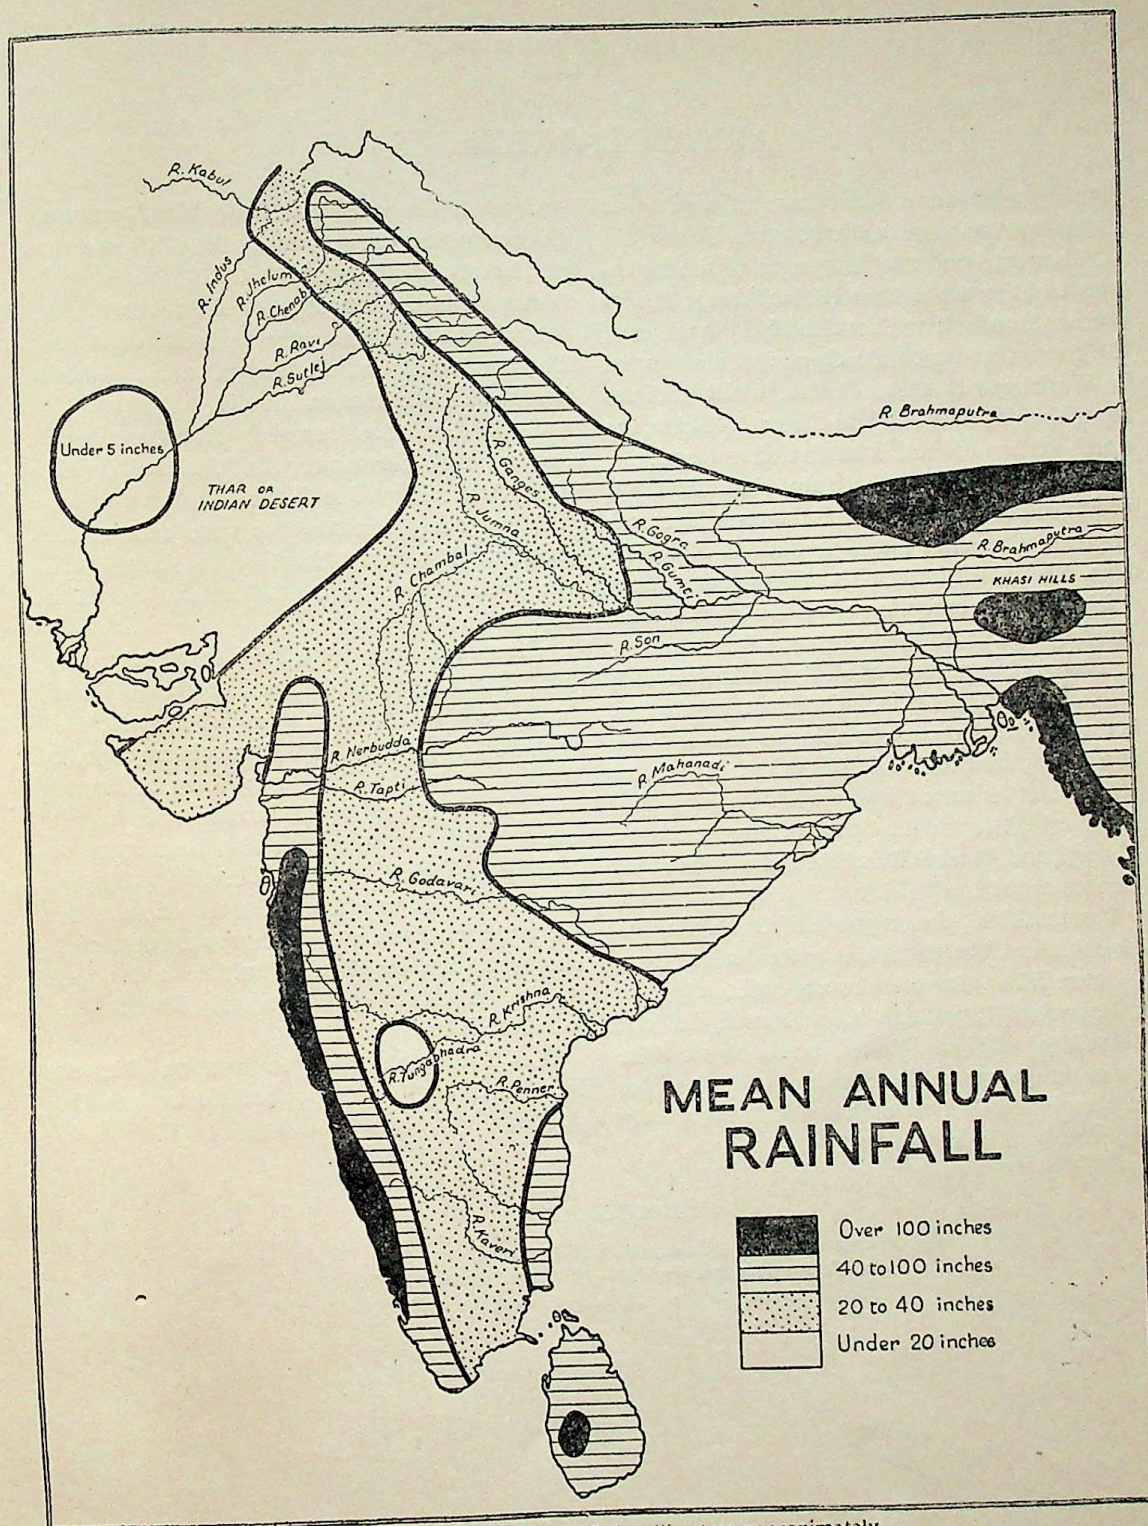 R. Kabul
R. Indus
R. Jhelum
R. Chenab
R. Ravi
R. Sutlej
Under 5 inches
THAR OR
INDIAN DESERT
R. Brahmaputra
R. Ganges
R. Jumna
R. Chambal
R. Gogra
R. Gumti
R. Son
R. Brahmaputra
KHASI HILLS
R. Nerbudda
R. Tapti
R. Mahanadi
R. Godavari
R. Krishna
R. Tungabhadra
R. Penner
R. Kaveri
MEAN ANNUAL
RAINFALL
Over 100 inches
40 to 100 inches
20 to 40 inches
Under 20 inches